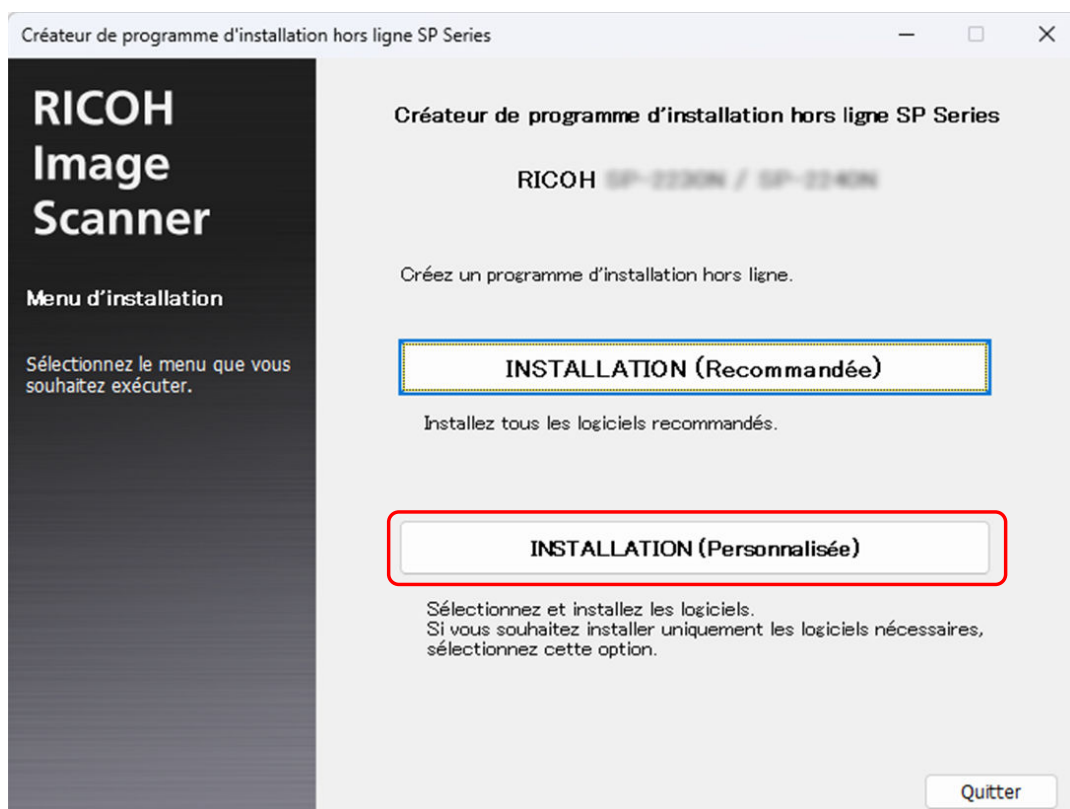 Créateur de programme d'installation hors ligne SP Series
RICOH
Image
Scanner
Menu d'installation
Sélectionnez le menu que vous
souhaitez exécuter.
Créateur de programme d'installation hors ligne SP Series
RICOH
Créez un programme d'installation hors ligne.
INSTALLATION (Recommandée)
Installez tous les logiciels recommandés.
INSTALLATION (Personnalisée)
Sélectionnez et installez les logiciels.
Si vous souhaitez installer uniquement les logiciels nécessaires,
sélectionnez cette option.
Quitter